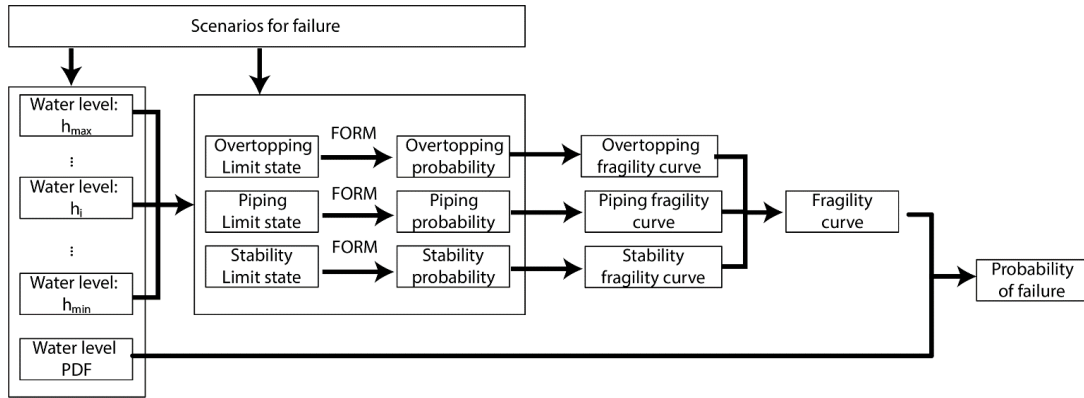 Scenarios for failure
Water level:
hmax
...
Water level:
hi
...
Water level:
hmin
Water level
PDF
Overtopping
Limit state
FORM
Overtopping
probability
Overtopping
fragility curve
Piping
Limit state
FORM
Piping
probability
Piping fragility
curve
Stability
Limit state
FORM
Stability
probability
Stability
fragility curve
Fragility
curve
Probability
of failure